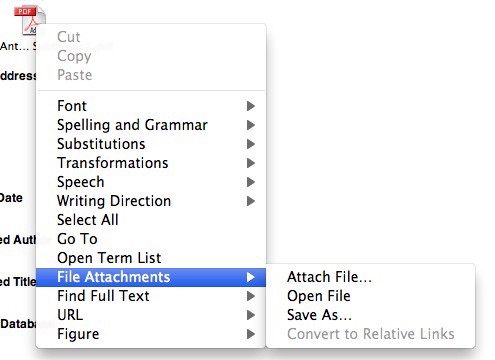 PDF
Cut
Ant...
Copy
Paste
Font
Spelling and Grammar
Substitutions
Transformations
Speech
Writing Direction
Date
Select All
Go To
Open Term List
File Attachments
Attach File...
Find Full Text
Open File
URL
Save As...
Database
Figure
Convert to Relative Links